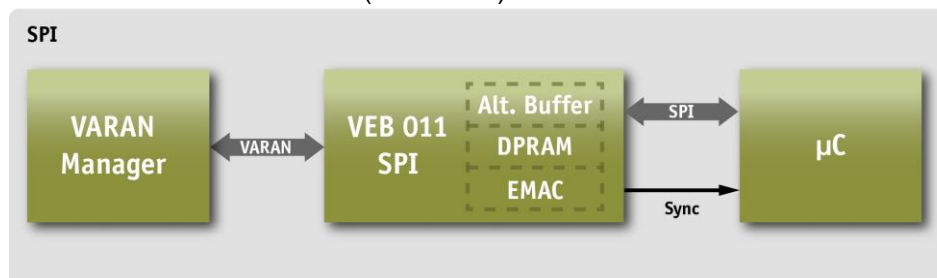 SPI
VARAN
Manager
VARAN
VEB 011
SPI
Alt. Buffer
DPRAM
EMAC
SPI
Sync
µC